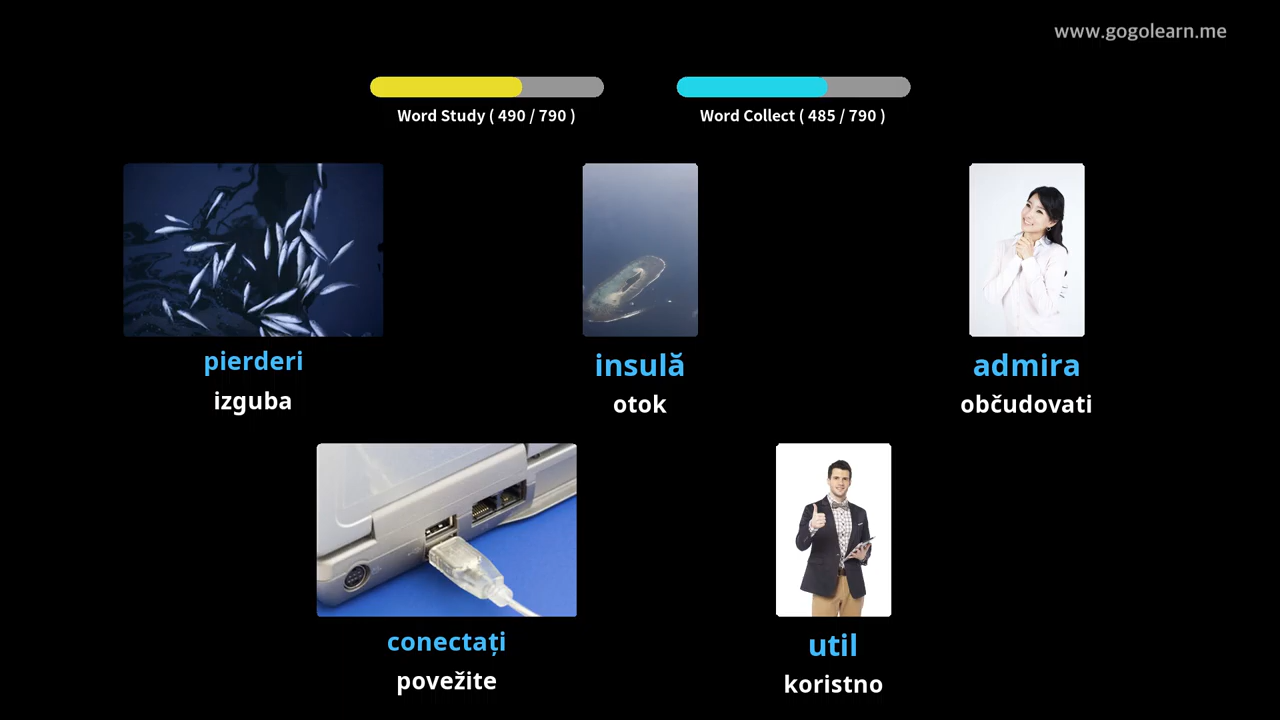 www.gogolearn.me
Word Study ( 490 / 790 )
Word Collect ( 485 / 790 )
pierderi
izguba
insulă
otok
admira
občudovati
conectați
povežite
util
koristno